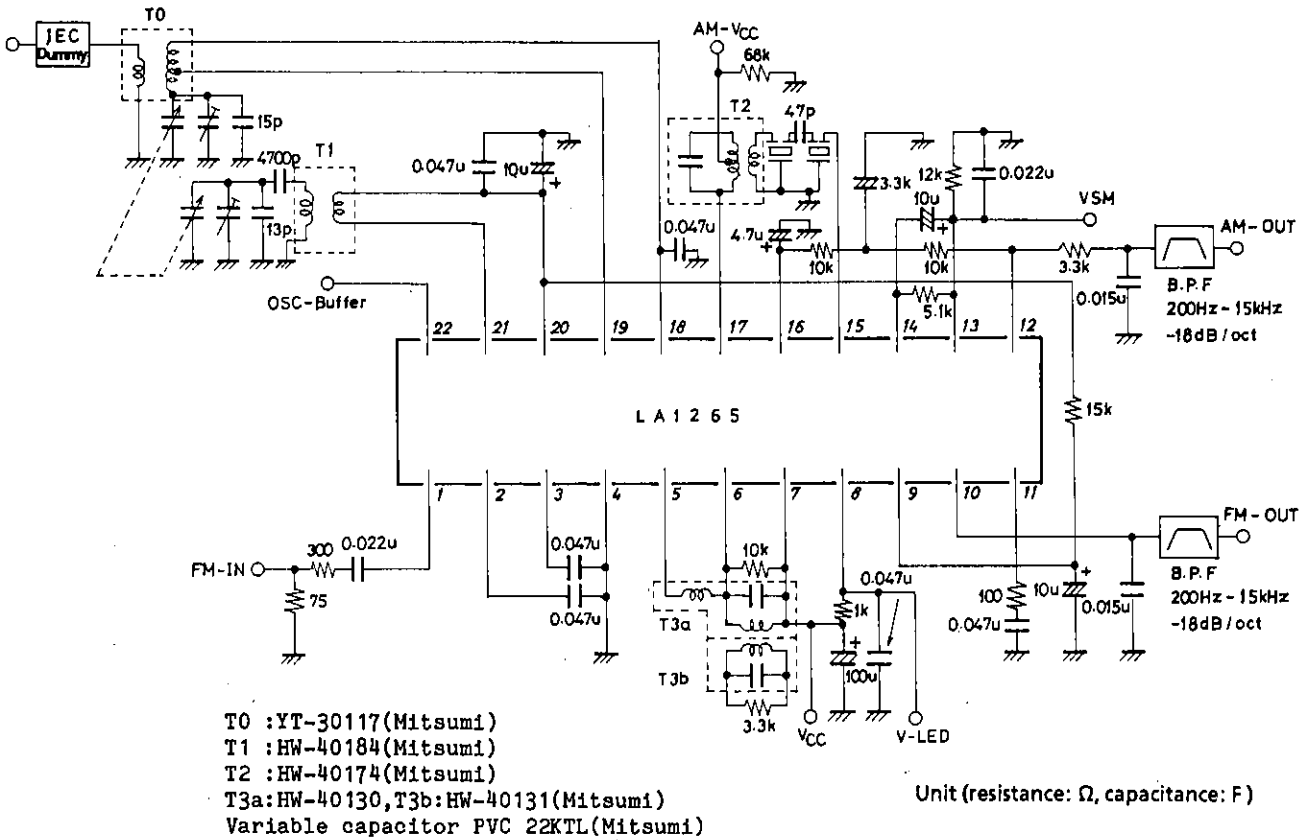 T0
JEC
Dummy
AM-VCC
68k
T2
47p
15p
4700p
T1
0.047u
10u
+
13p
3.3k
12k
0.022u
10u
+
VSM
0.047u
4.7u
+
10k
10k
3.3k
AM-OUT
0.015u
B.P.F
200Hz-15kHz
-18dB/oct
OSC-Buffer
5.1k
22
21
20
19
18
17
16
15
14
13
12
LA1265
15k
1
2
3
4
5
6
7
8
9
10
11
FM-IN
300
0.022u
75
0.047u
0.047u
10k
T3a
T3b
3.3k
1k
0.047u
+
100u
VCC
V-LED
100
0.047u
10u
+
0.015u
FM-OUT
B.P.F
200Hz-15kHz
-18dB/oct
T0 :YT-30117(Mitsumi)
T1 :HW-40184(Mitsumi)
T2 :HW-40174(Mitsumi)
T3a:HW-40130,T3b:HW-40131(Mitsumi)
Variable capacitor PVC 22KTL(Mitsumi)
Unit (resistance: Ω, capacitance: F)